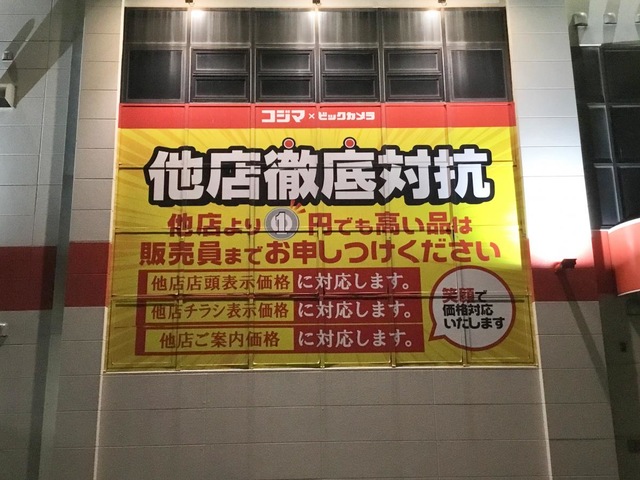 コジマ×ビックカメラ
他店徹底対抗
他店より1円でも高い品は
販売員までお申しつけください
他店店頭表示価格に対応します。
他店チラシ表示価格に対応します。
他店ご案内価格に対応します。
笑顔で
価格対応
いたします